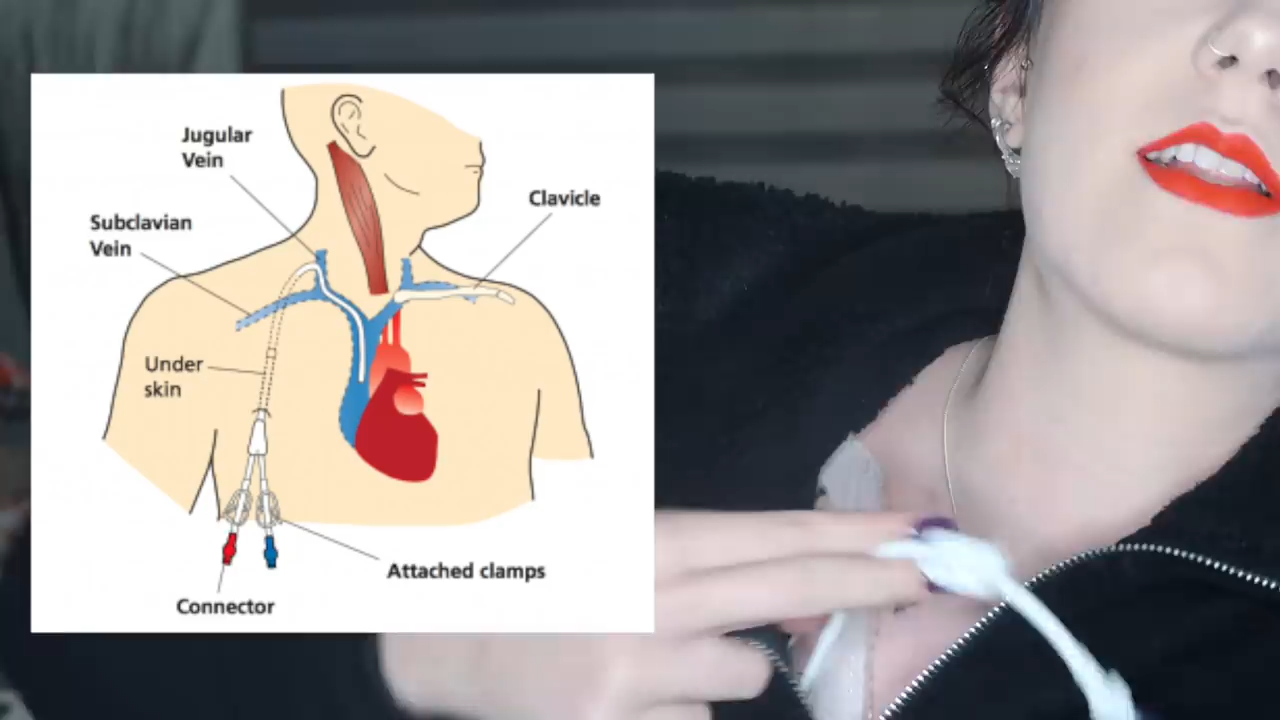 Jugular
Vein
Clavicle
Subclavian
Vein
Under
skin
Attached clamps
Connector